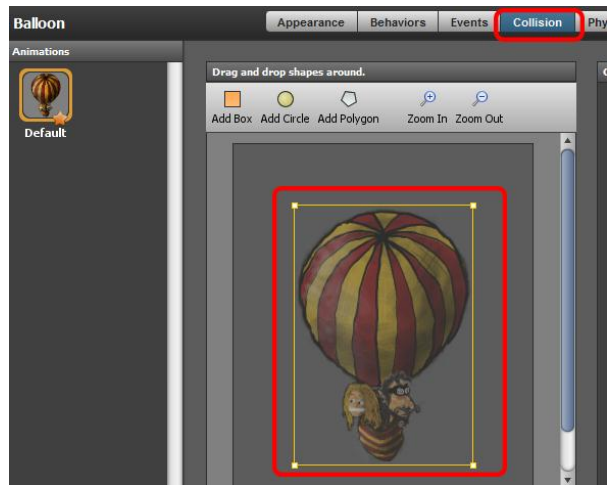 Balloon
Appearance Behaviors Events Collision Phy
Animations
Drag and drop shapes around.
Add Box Add Circle Add Polygon Zoom In Zoom Out
Default